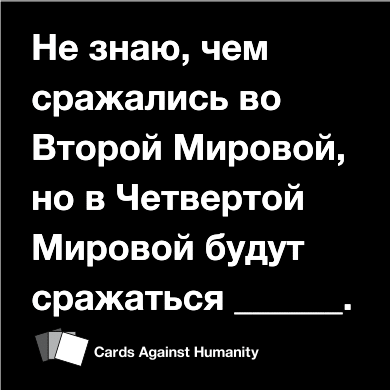 Не знаю, чем
сражались во
Второй Мировой,
но в Четвертой
Мировой будут
сражаться ______.
Cards Against Humanity